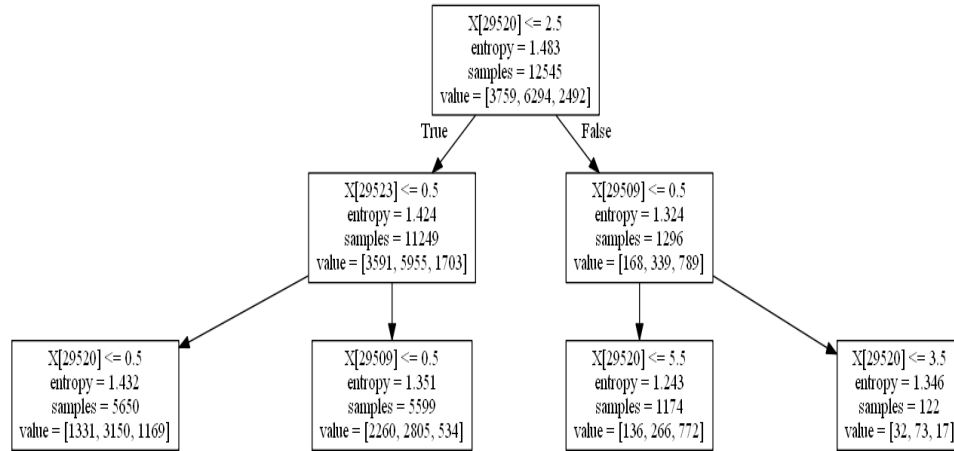 X[29520] <= 2.5
entropy = 1.483
samples = 12545
value = [3759, 6294, 2492]
True
False
X[29523] <= 0.5
entropy = 1.424
samples = 11249
value = [3591, 5955, 1703]
X[29509] <= 0.5
entropy = 1.324
samples = 1296
value = [168, 339, 789]
X[29520] <= 0.5
entropy = 1.432
samples = 5650
value = [1331, 3150, 1169]
X[29509] <= 0.5
entropy = 1.351
samples = 5599
value = [2260, 2805, 534]
X[29520] <= 5.5
entropy = 1.243
samples = 1174
value = [136, 266, 772]
X[29520] <= 3.5
entropy = 1.346
samples = 122
value = [32, 73, 17]